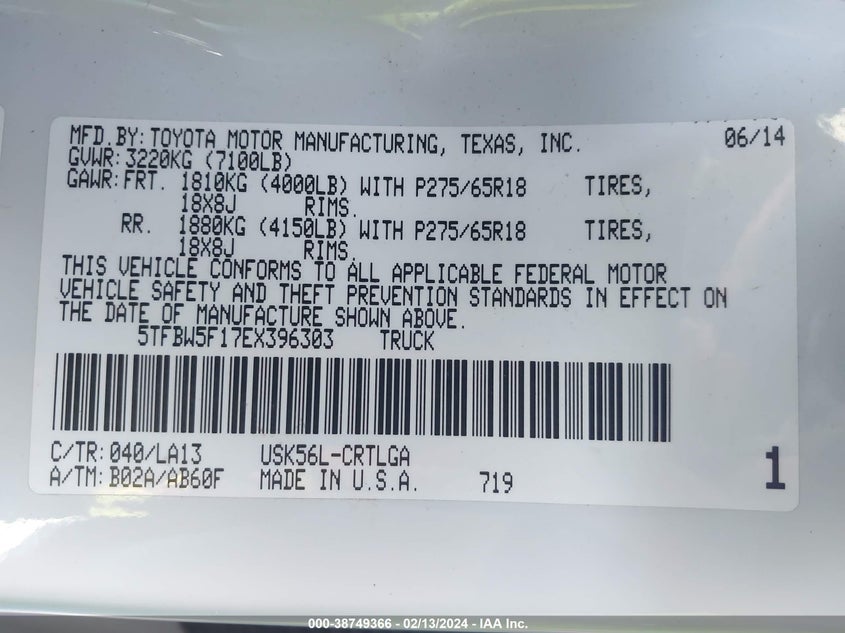 MFD.BY: TOYOTA MOTOR MANUFACTURING, TEXAS, INC. 06/14
GVWR: 3220KG (7100LB)
GAWR: FRT. 1810KG (4000LB) WITH P275/65R18 TIRES,
18X8J RIMS.
RR. 1880KG (4150LB) WITH P275/65R18 TIRES,
18X8J RIMS.
THIS VEHICLE CONFORMS TO ALL APPLICABLE FEDERAL MOTOR
VEHICLE SAFETY AND THEFT PREVENTION STANDARDS IN EFFECT ON
THE DATE OF MANUFACTURE SHOWN ABOVE.
5TFBW5F17EX396303 TRUCK
C/TR: 040/LA13 USK56L-CRTLGA
A/TM: B02A/AB60F MADE IN U.S.A. 719 1
000-38749366 - 02/13/2024 - IAA Inc.